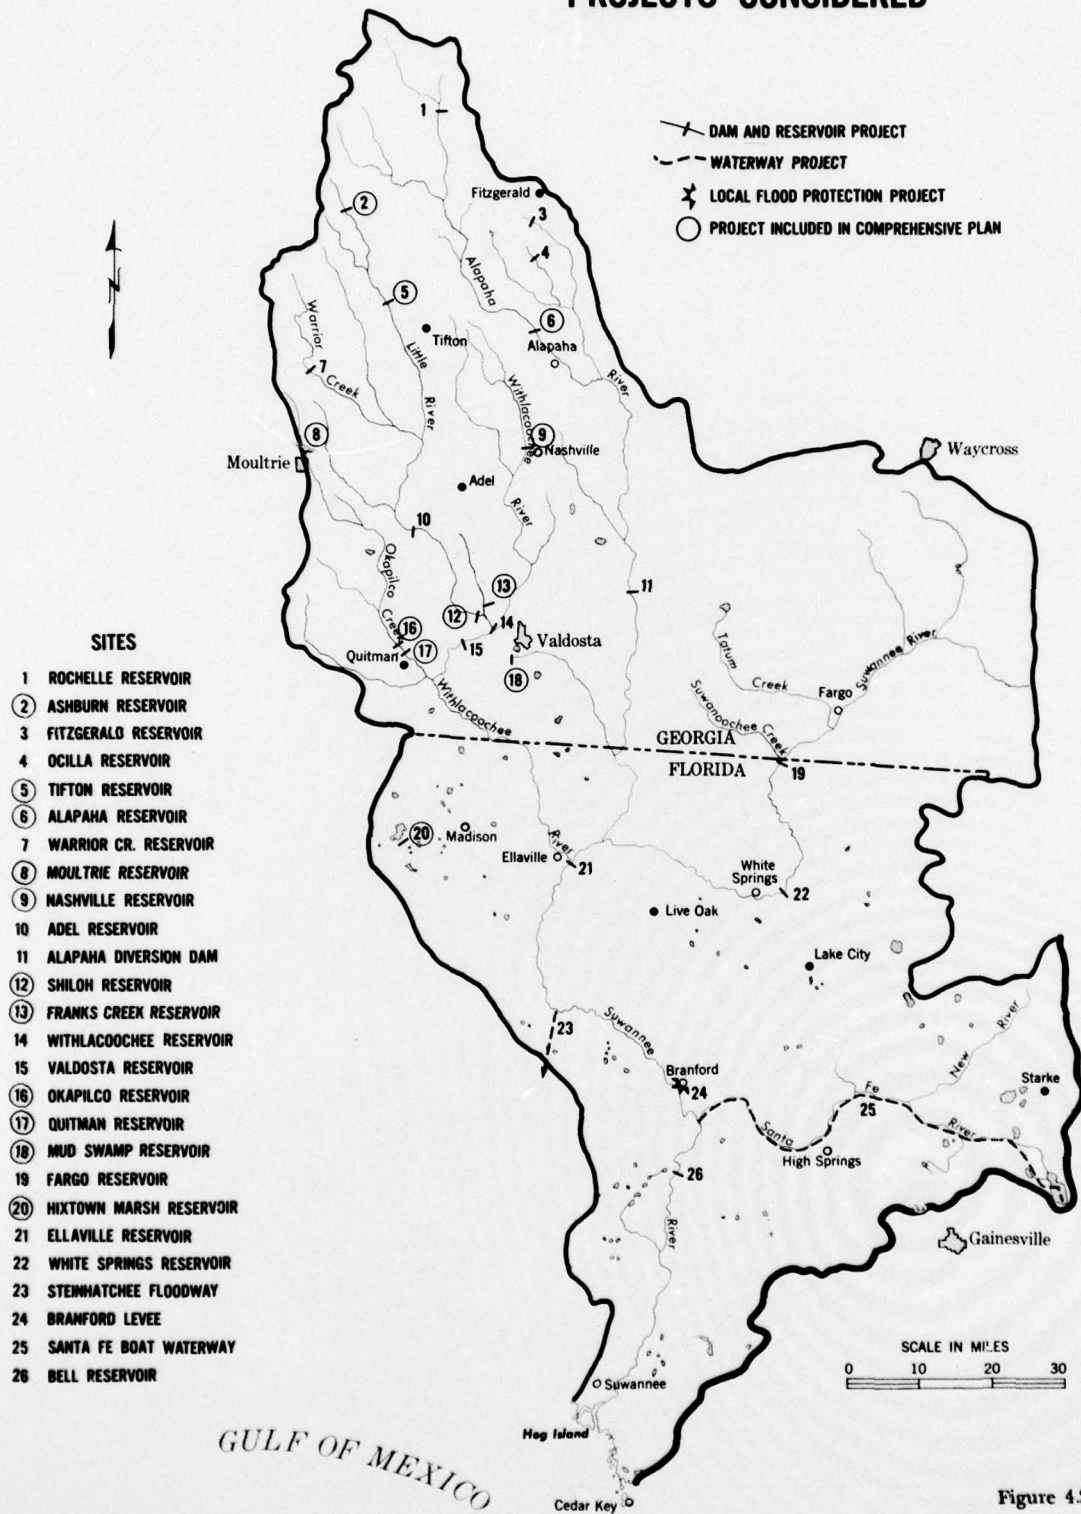 PROJECTS CONSIDERED
DAM AND RESERVOIR PROJECT
WATERWAY PROJECT
LOCAL FLOOD PROTECTION PROJECT
PROJECT INCLUDED IN COMPREHENSIVE PLAN
1
Fitzgerald
2
3
4
Alapaha
River
5
Warrior
Creek
Tifton
Little
River
6
Alapaha
7
Withlacoochee
River
8
Moultrie
9
Nashville
Waycross
Adel
10
Okapilco
Creek
11
13
12
14
Valdosta
16
15
17
Quitman
18
Tatum
Creek
Suwannee River
Fargo
Suwanoochee Creek
Withlacoochee
River
GEORGIA
FLORIDA
19
20
Madison
Ellaville
21
White
Springs
22
Live Oak
Lake City
23
Suwannee
River
New
River
Branford
24
Starke
Santa
Fe
River
25
High Springs
26
Gainesville
Suwannee
Hog Island
Cedar Key
GULF OF MEXICO
SITES
1 ROCHELLE RESERVOIR
2 ASHBURN RESERVOIR
3 FITZGERALD RESERVOIR
4 OCILLA RESERVOIR
5 TIFTON RESERVOIR
6 ALAPAHA RESERVOIR
7 WARRIOR CR. RESERVOIR
8 MOULTRIE RESERVOIR
9 NASHVILLE RESERVOIR
10 ADEL RESERVOIR
11 ALAPAHA DIVERSION DAM
12 SHILOH RESERVOIR
13 FRANKS CREEK RESERVOIR
14 WITHLACOOCHEE RESERVOIR
15 VALDOSTA RESERVOIR
16 OKAPILCO RESERVOIR
17 QUITMAN RESERVOIR
18 MUD SWAMP RESERVOIR
19 FARGO RESERVOIR
20 HIXTOWN MARSH RESERVOIR
21 ELLAVILLE RESERVOIR
22 WHITE SPRINGS RESERVOIR
23 STEINHATCHEE FLOODWAY
24 BRANFORD LEVEE
25 SANTA FE BOAT WATERWAY
26 BELL RESERVOIR
SCALE IN MILES
0 10 20 30
Figure 4.